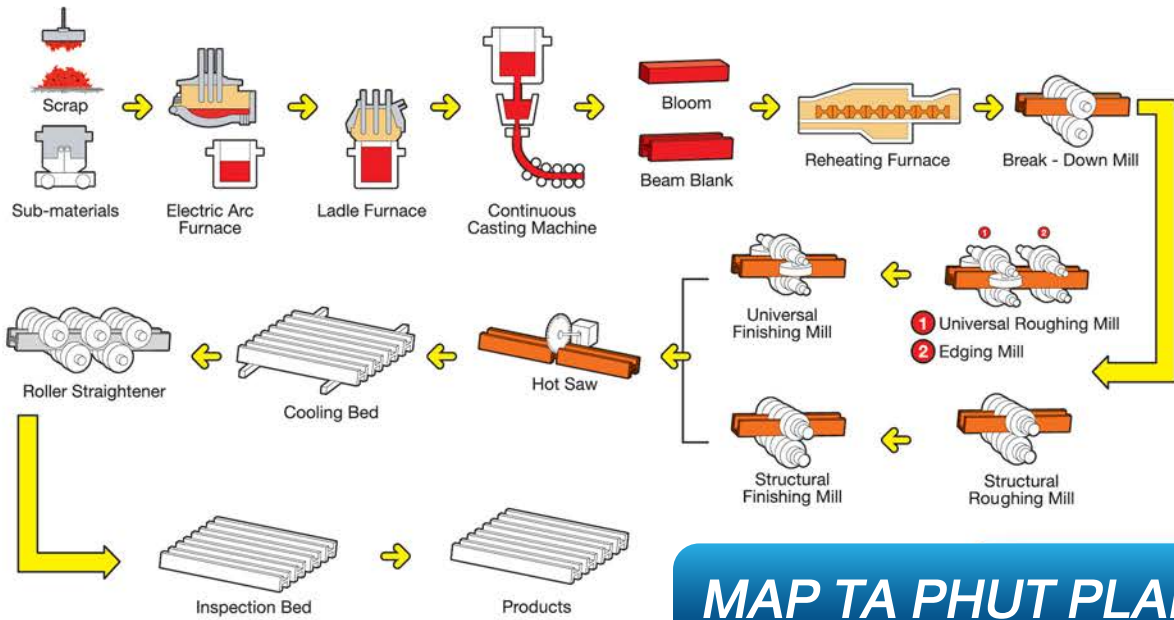 Scrap
Sub-materials
Electric Arc
Furnace
Ladle Furnace
Continuous
Casting Machine
Bloom
Beam Blank
Reheating Furnace
Break - Down Mill
1
2
1 Universal Roughing Mill
2 Edging Mill
Universal
Finishing Mill
Structural
Roughing Mill
Structural
Finishing Mill
Hot Saw
Cooling Bed
Roller Straightener
Inspection Bed
Products
MAP TA PHUT